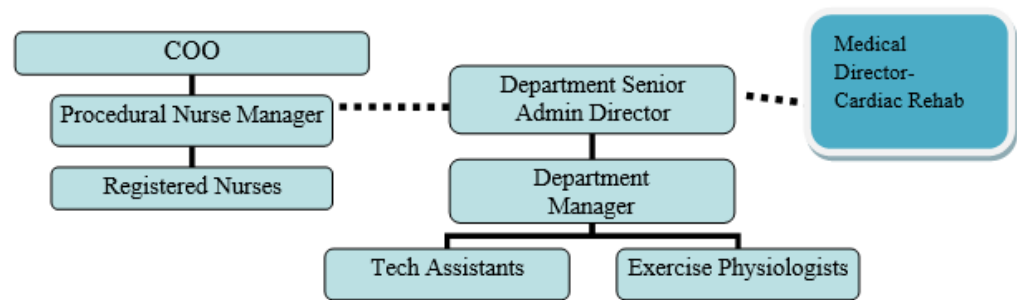 COO
Procedural Nurse Manager
Registered Nurses
Department Senior
Admin Director
Medical
Director-
Cardiac Rehab
Department
Manager
Tech Assistants
Exercise Physiologists